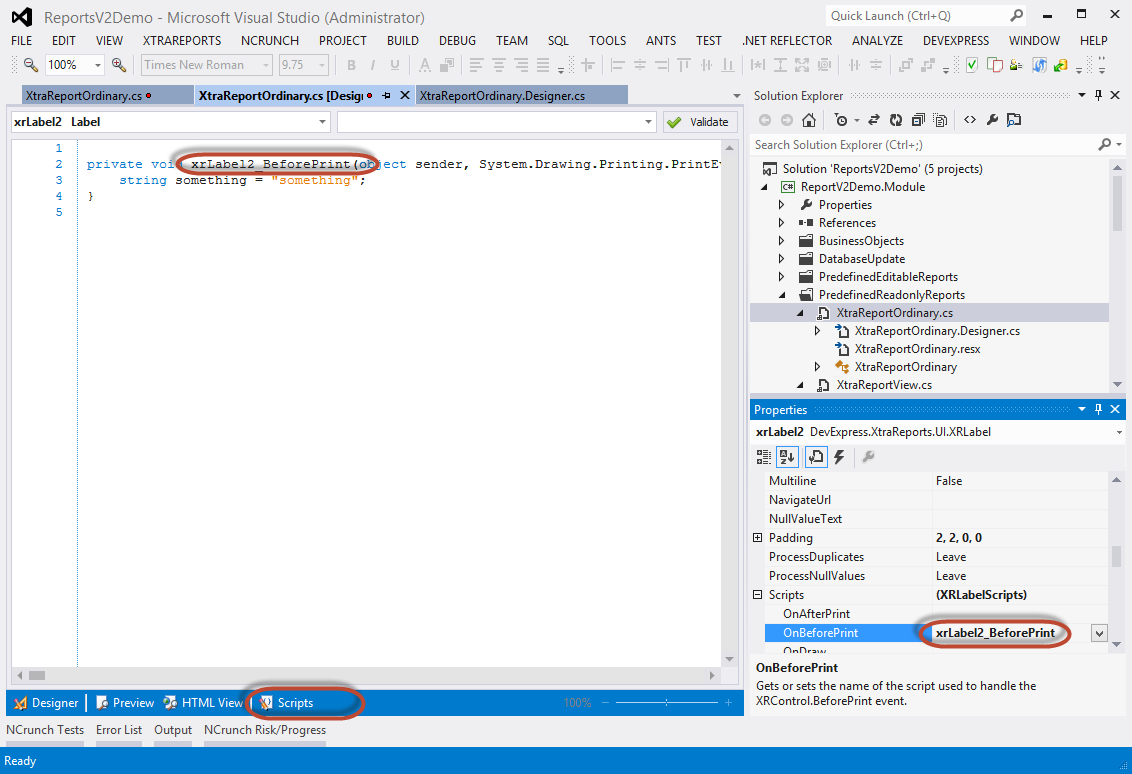 ReportsV2Demo - Microsoft Visual Studio (Administrator)
Quick Launch (Ctrl+Q)
FILE EDIT VIEW XTRAREPORTS NCRUNCH PROJECT BUILD DEBUG TEAM SQL TOOLS ANTS TEST .NET REFLECTOR ANALYZE DEVEXPRESS WINDOW HELP
100% Times New Roman 9.75 B I U A
XtraReportOrdinary.cs XtraReportOrdinary.cs [Desig XtraReportOrdinary.Designer.cs
xrLabel2 Label Validate
1
2 private void xrLabel2_BeforePrint(object sender, System.Drawing.Printing.PrintE
3 string something = "something";
4 }
5
Designer Preview HTML View Scripts 100%
NCrunch Tests Error List Output NCrunch Risk/Progress
Ready
Solution Explorer
Search Solution Explorer (Ctrl+;)
Solution 'ReportsV2Demo' (5 projects)
C# ReportV2Demo.Module
Properties
References
BusinessObjects
DatabaseUpdate
PredefinedEditableReports
PredefinedReadonlyReports
XtraReportOrdinary.cs
XtraReportOrdinary.Designer.cs
XtraReportOrdinary.resx
XtraReportOrdinary
XtraReportView.cs
Properties
xrLabel2 DevExpress.XtraReports.UI.XRLabel
Multiline False
NavigateUrl
NullValueText
Padding 2, 2, 0, 0
ProcessDuplicates Leave
ProcessNullValues Leave
Scripts (XRLabelScripts)
OnAfterPrint
OnBeforePrint xrLabel2_BeforePrint
OnDraw
OnBeforePrint
Gets or sets the name of the script used to handle the
XRControl.BeforePrint event.